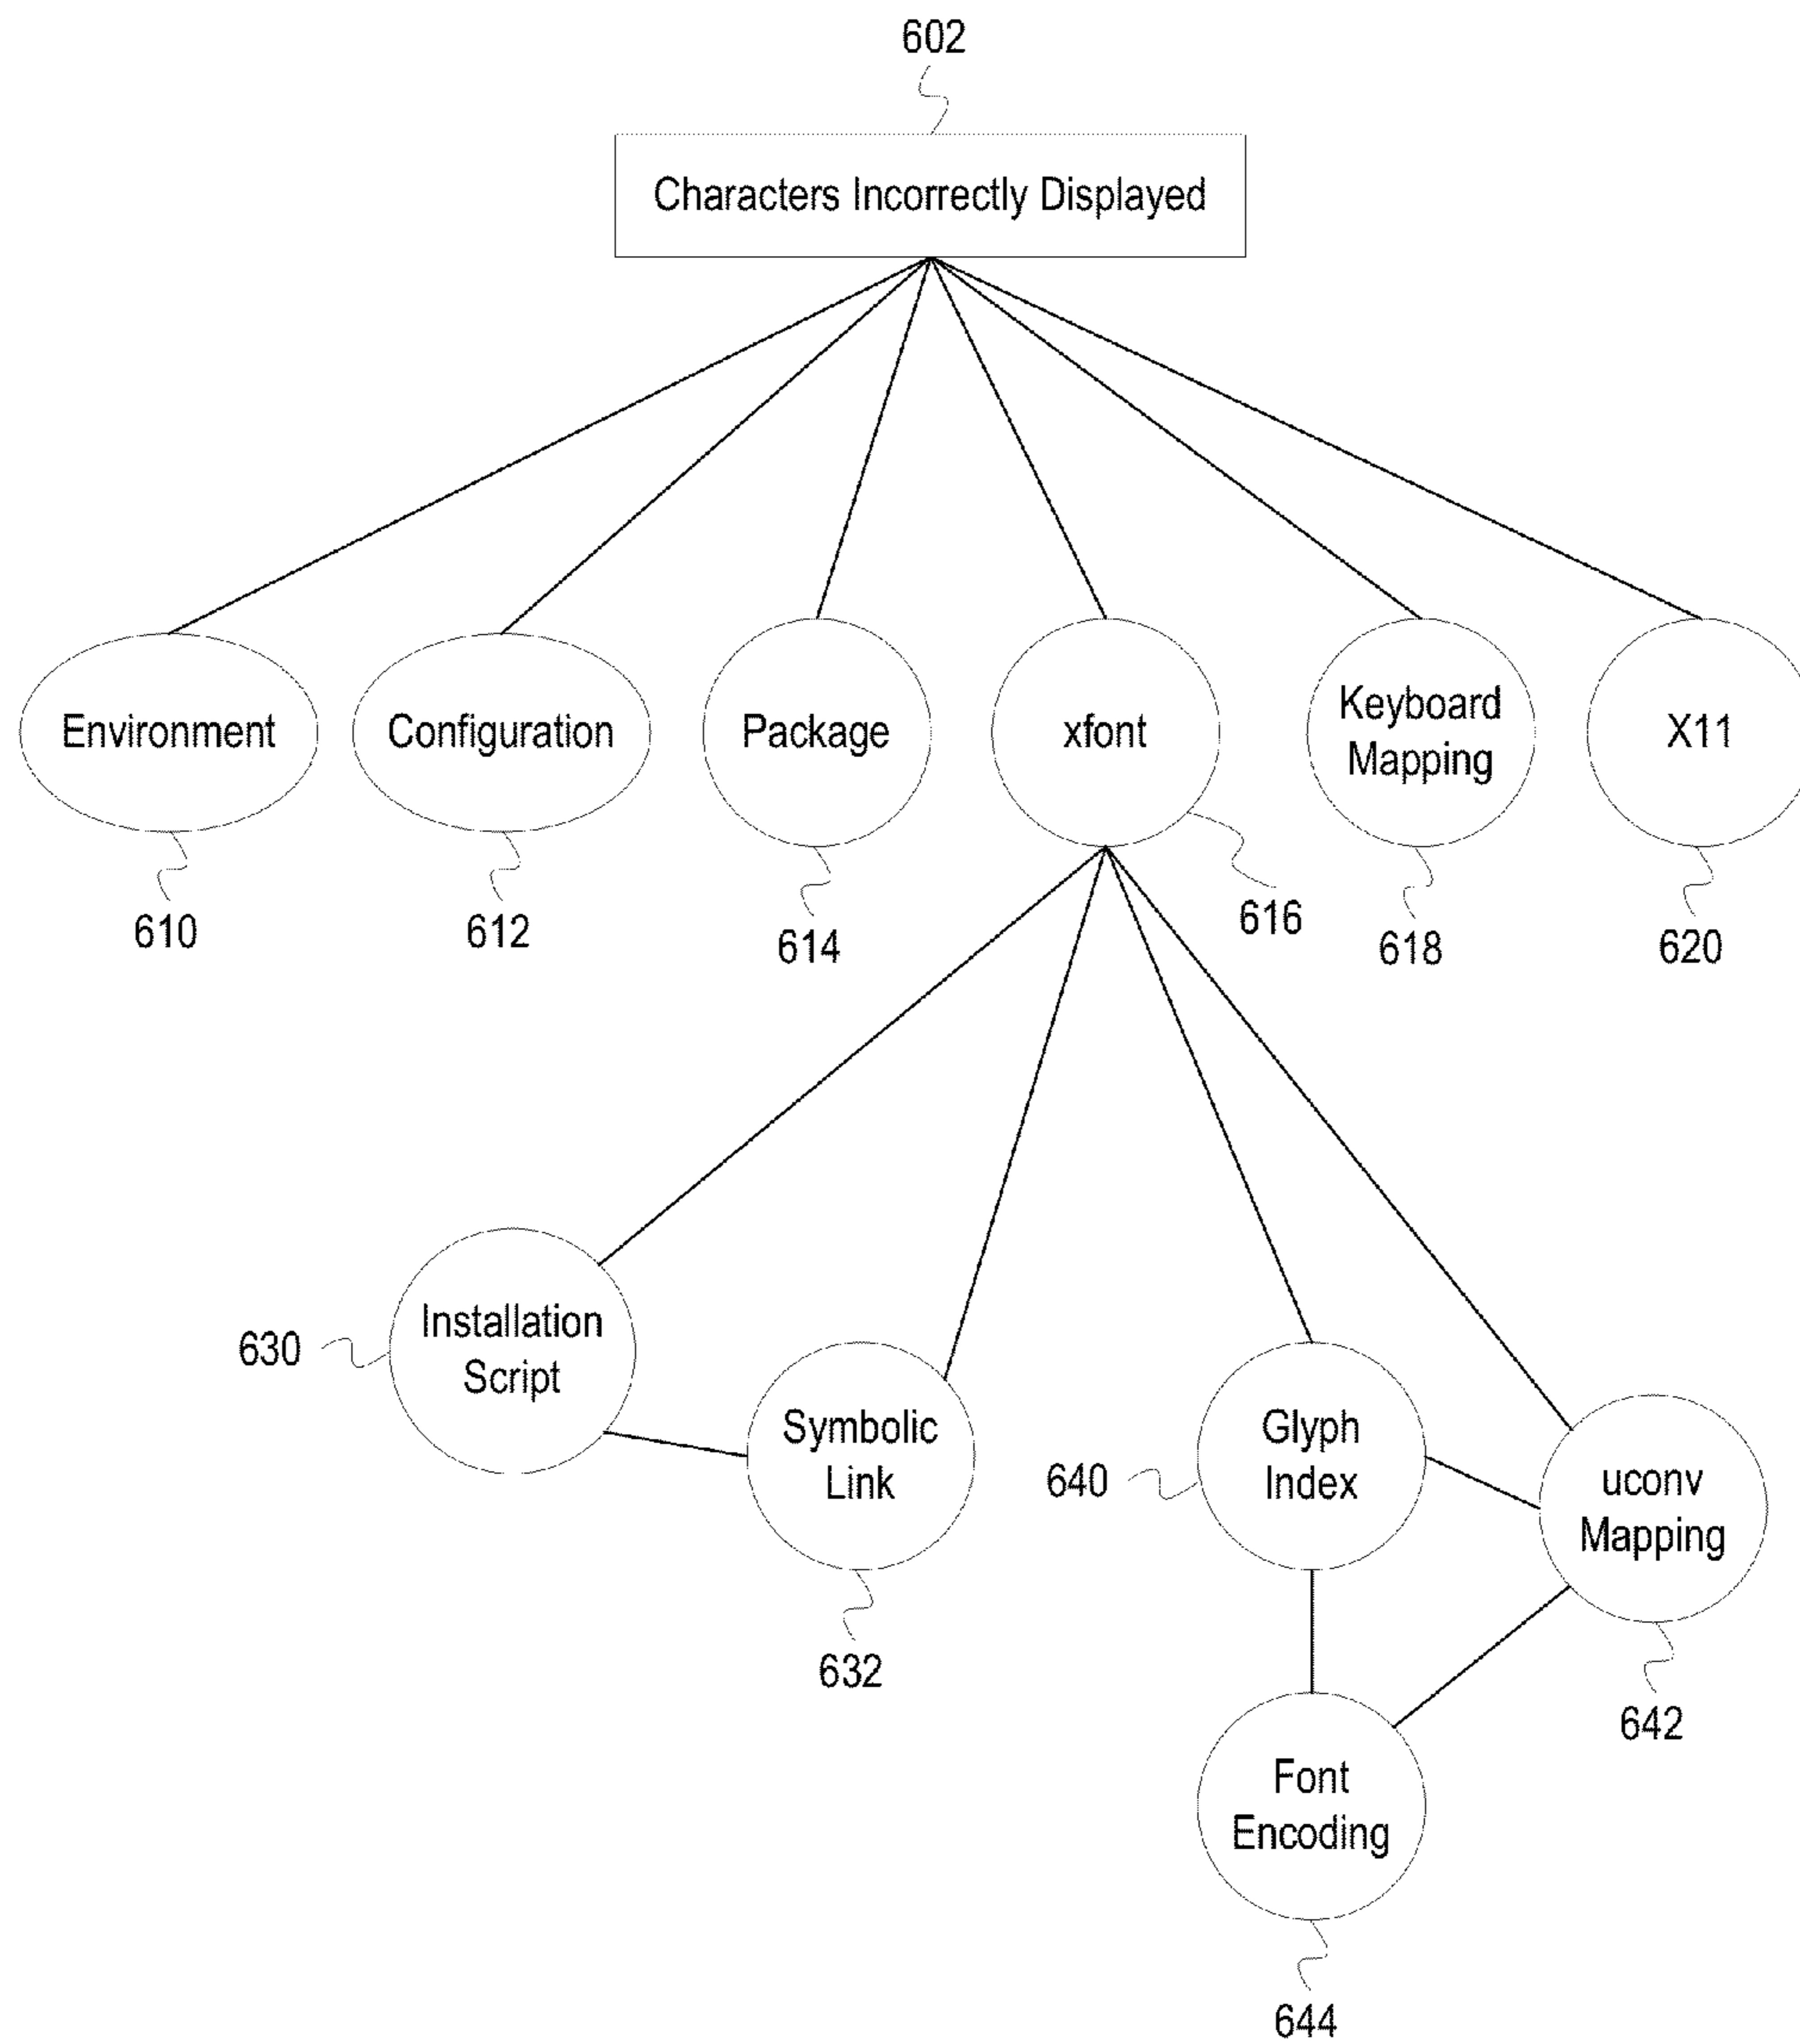 602
Characters Incorrectly Displayed
Environment
Configuration
Package
xfont
Keyboard
Mapping
X11
610
612
614
616
618
620
Installation
Script
630
Symbolic
Link
632
Glyph
Index
640
uconv
Mapping
642
Font
Encoding
644